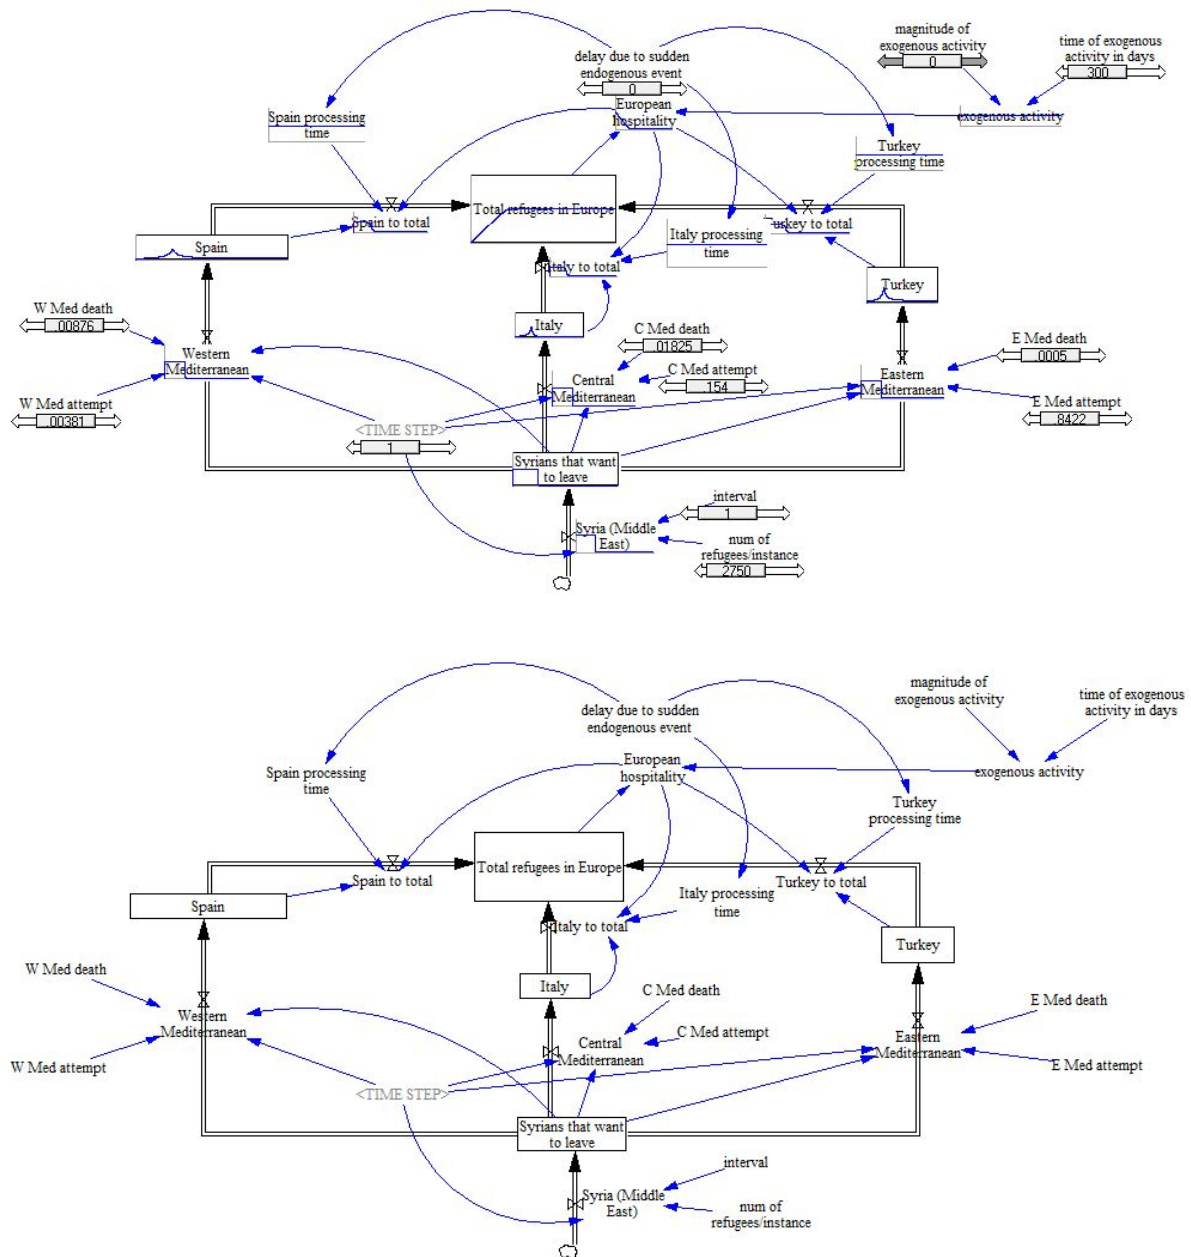 magnitude of
exogenous activity
0
time of exogenous
activity in days
300
delay due to sudden
endogenous event
0
European
hospitality
exogenous activity
Spain processing
time
Turkey
processing time
Total refugees in Europe
Spain to total
Turkey to total
Italy processing
time
Spain
Italy to total
Turkey
W Med death
.00876
Italy
C Med death
.01825
E Med death
.0005
Western
Mediterranean
Central
Mediterranean
C Med attempt
.154
Eastern
Mediterranean
W Med attempt
.00381
E Med attempt
.8422
<TIME STEP>
1
Syrians that want
to leave
interval
1
Syria (Middle
East)
num of
refugees/instance
2750
magnitude of
exogenous activity
time of exogenous
activity in days
delay due to sudden
endogenous event
European
hospitality
exogenous activity
Spain processing
time
Turkey
processing time
Total refugees in Europe
Spain to total
Turkey to total
Italy processing
time
Spain
Italy to total
Turkey
W Med death
Italy
C Med death
E Med death
Western
Mediterranean
C Med attempt
Central
Mediterranean
Eastern
Mediterranean
W Med attempt
E Med attempt
<TIME STEP>
Syrians that want
to leave
interval
Syria (Middle
East)
num of
refugees/instance